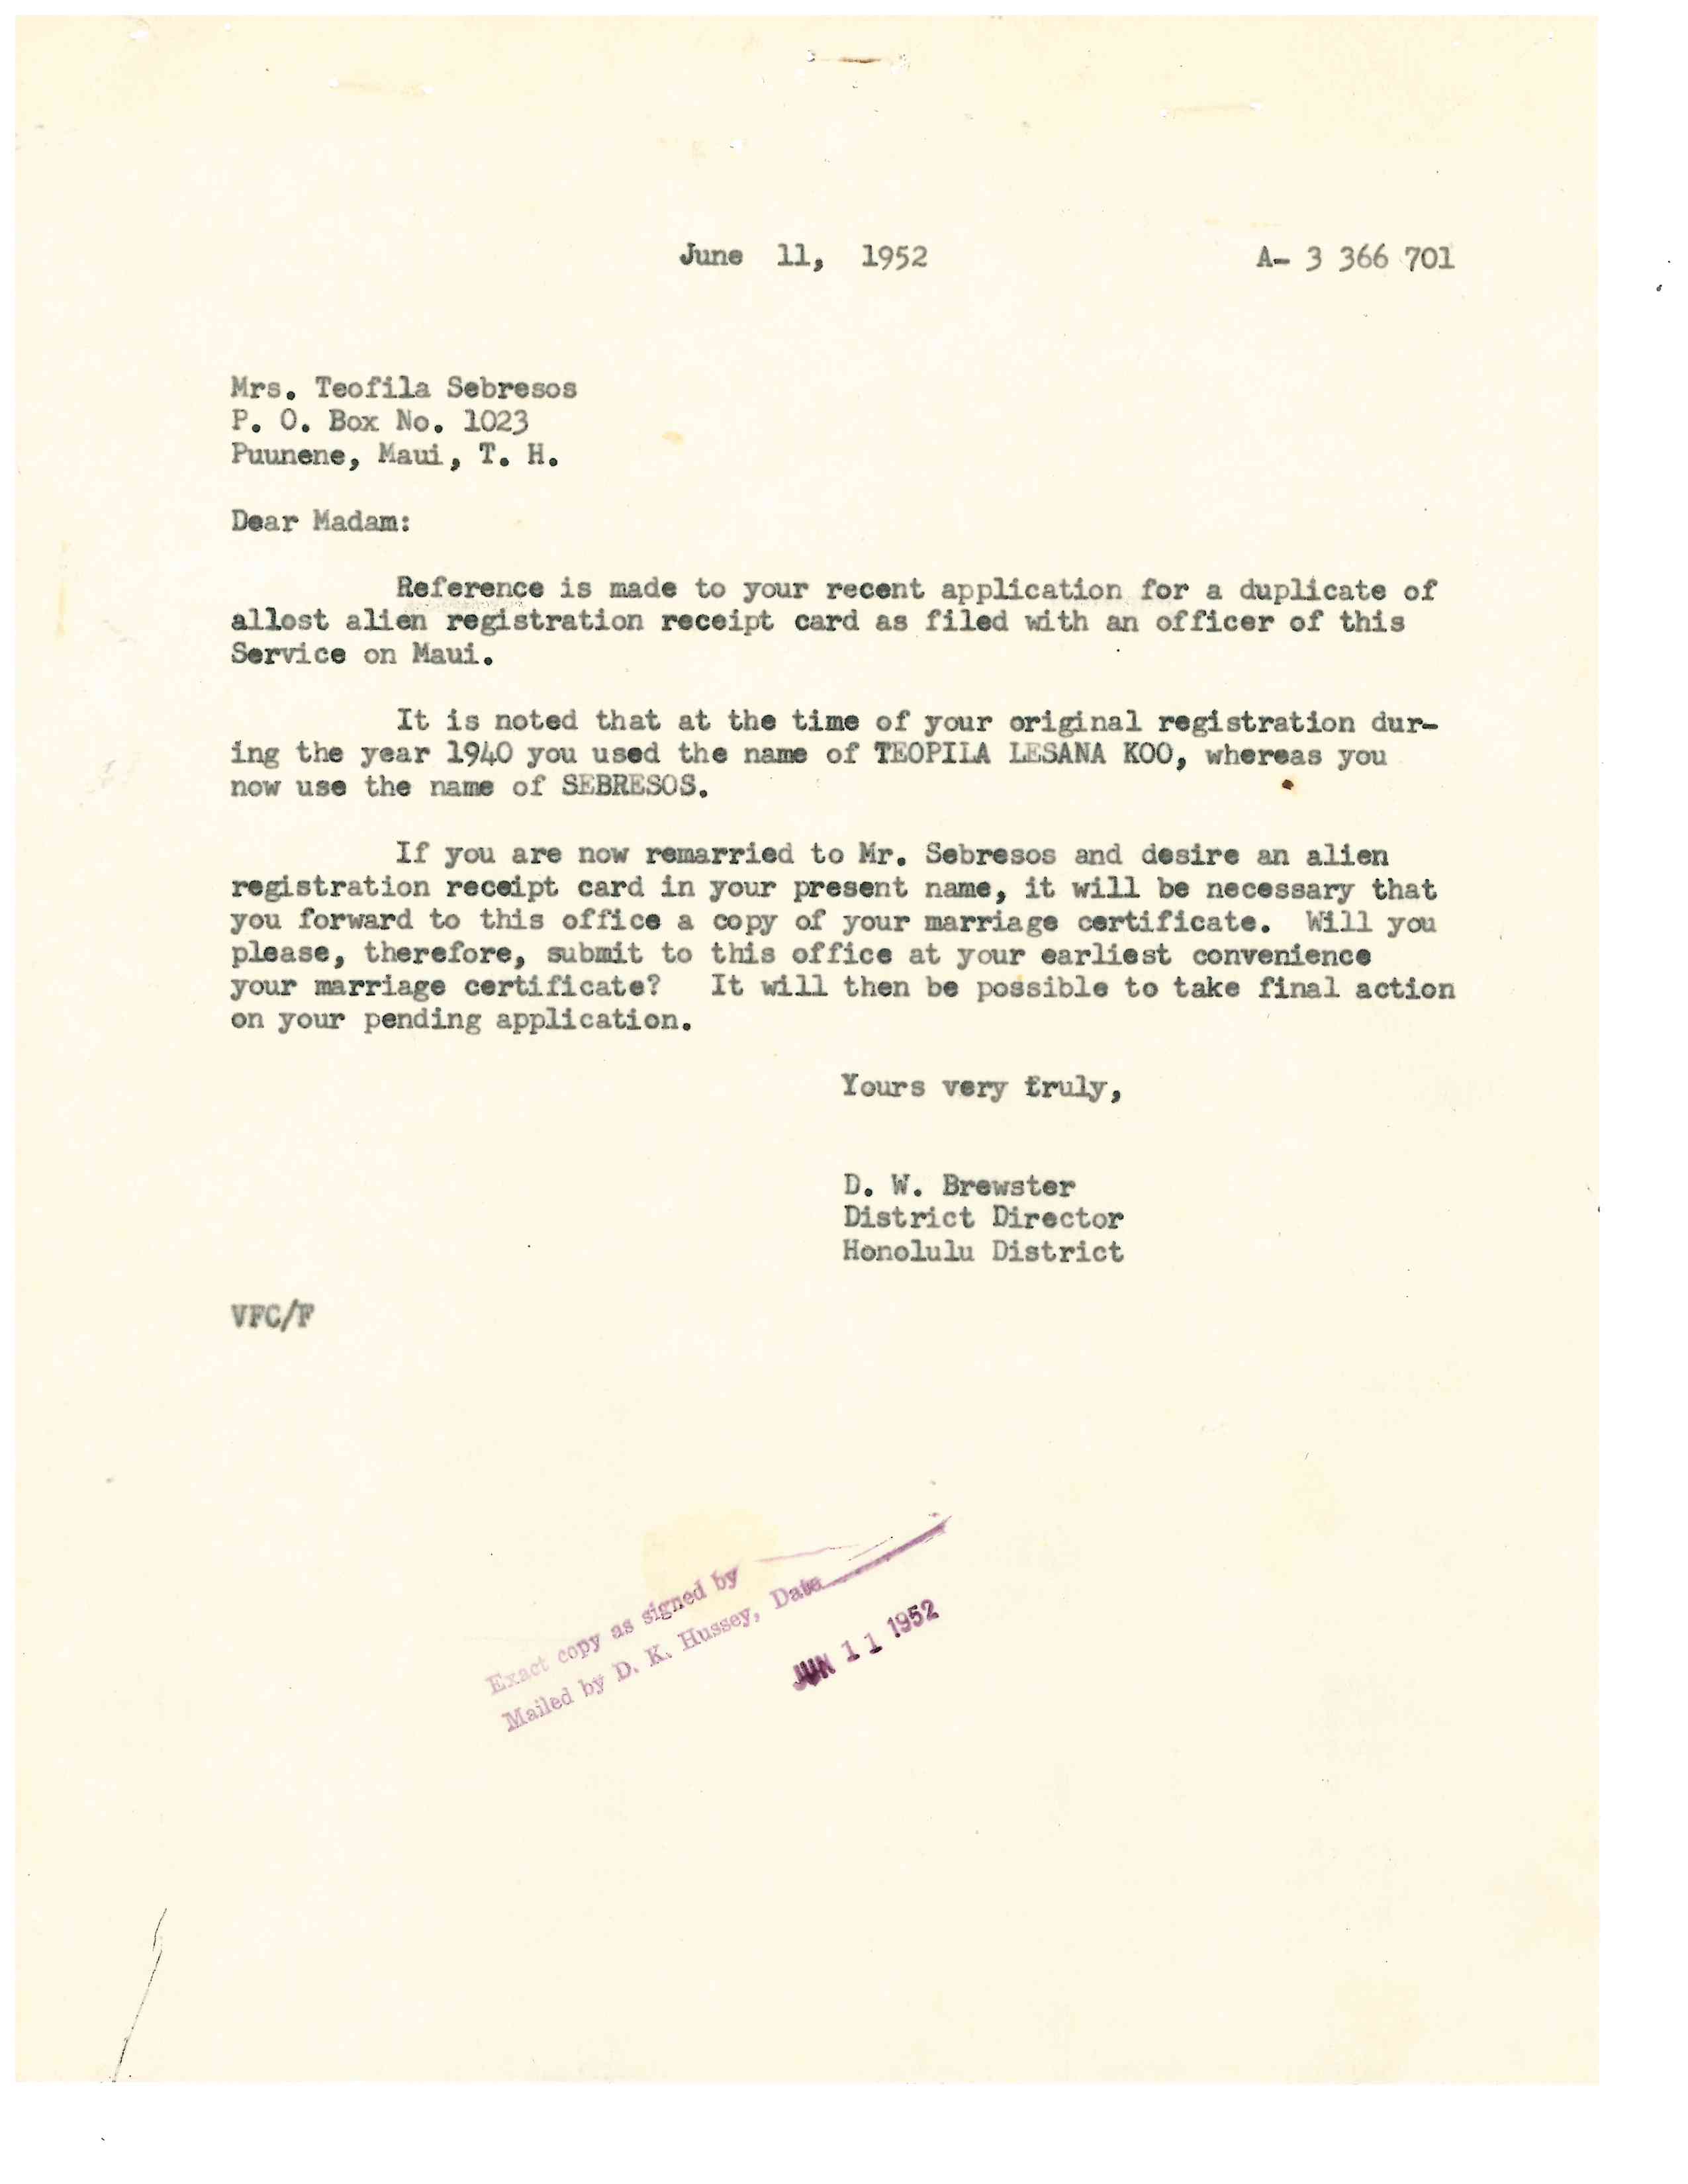 June 11, 1952 A- 3 366 701
Mrs. Teofila Sebresos
P. O. Box No. 1023
Puunene, Maui, T. H.
Dear Madam:
Reference is made to your recent application for a duplicate of
allost alien registration receipt card as filed with an officer of this
Service on Maui.
It is noted that at the time of your original registration dur-
ing the year 1940 you used the name of TEOPILA LESANA KOO, whereas you
now use the name of SEBRESOS.
If you are now remarried to Mr. Sebresos and desire an alien
registration receipt card in your present name, it will be necessary that
you forward to this office a copy of your marriage certificate. Will you
please, therefore, submit to this office at your earliest convenience
your marriage certificate? It will then be possible to take final action
on your pending application.
Yours very truly,
D. W. Brewster
District Director
Honolulu District
VFC/F
Exact copy as signed by
Mailed by D. K. Hussey, Date
JUN 11 1952